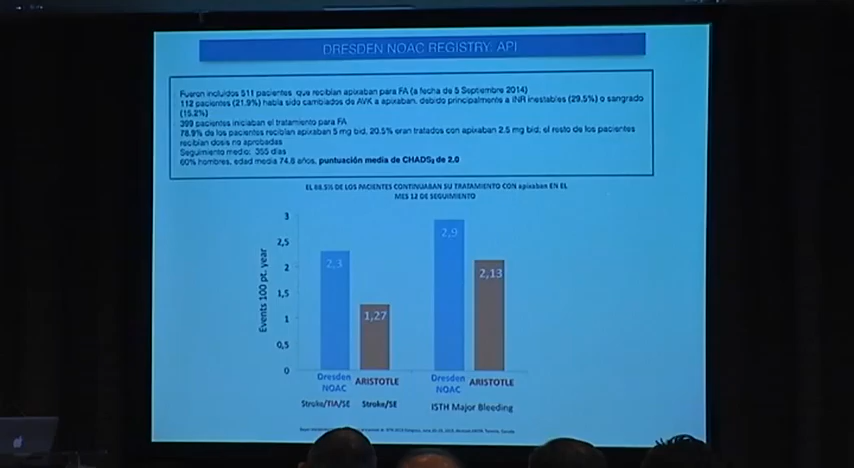 DRESDEN NOAC REGISTRY: API
Fueron incluidos 511 pacientes que recibían apixaban para FA (a fecha de 5 Septiembre 2014)
112 pacientes (21.9%) había sido cambiados de AVK a apixaban, debido principalmente a INR inestables (29.5%) o sangrado
(15.2%)
399 pacientes iniciaban el tratamiento para FA
78.9% de los pacientes recibían apixaban 5 mg bid, 20.5% eran tratados con apixaban 2.5 mg bid; el resto de los pacientes
recibían dosis no aprobadas
Seguimiento medio: 355 días
60% hombres, edad media 74.8 años, puntuación media de CHADS₂ de 2.0
EL 88.5% DE LOS PACIENTES CONTINUABAN SU TRATAMIENTO CON apixaban EN EL
MES 12 DE SEGUIMIENTO
Events 100 pt. year
3
2,5
2
1,5
1
0,5
0
2,3
1,27
2,9
2,13
Dresden
NOAC
ARISTOTLE
Dresden
NOAC
ARISTOTLE
Stroke/TIA/SE
Stroke/SE
ISTH Major Bleeding